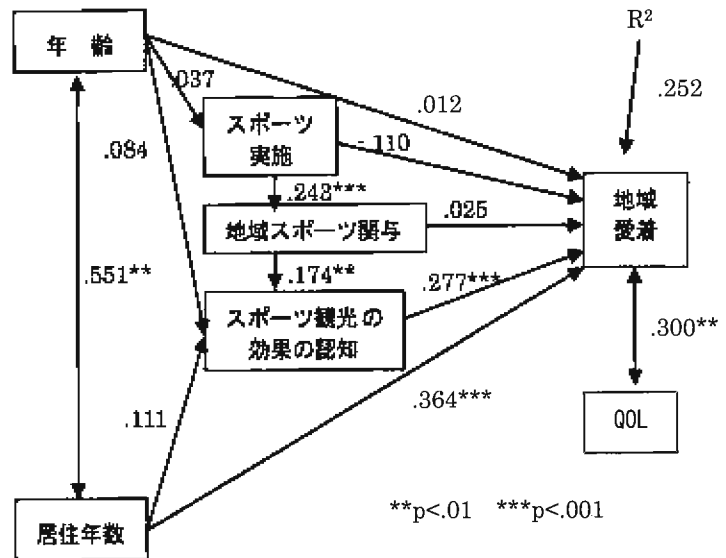 年 齢
R²
.037
.012
.252
スポーツ
実施
-.110
.084
.243***
地域
愛着
地域スポーツ関与
.025
.551**
.174**
.277***
スポーツ観光の
効果の認知
.300**
.364***
.111
QOL
居住年数
**p<.01 ***p<.001